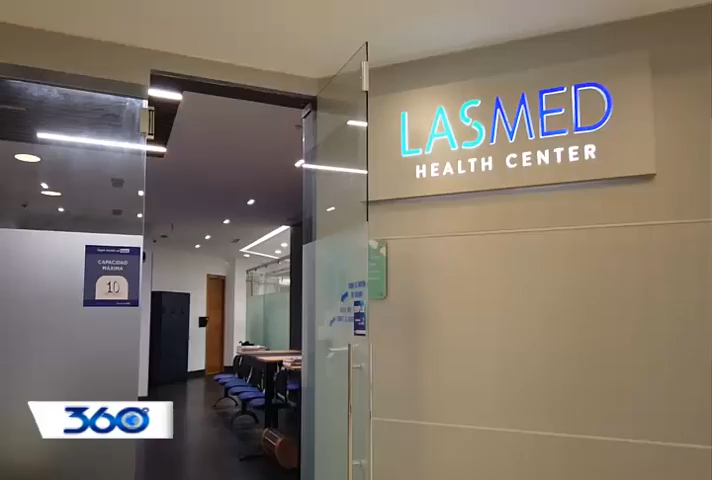 LASMED
HEALTH CENTER
CAPACIDAD
MÁXIMA
10
360°